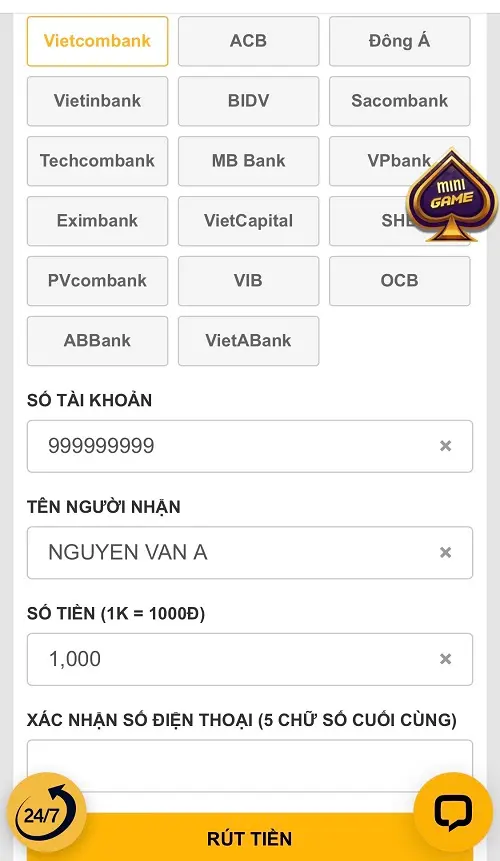 Vietcombank ACB Đông Á
Vietinbank BIDV Sacombank
Techcombank MB Bank VPbank
mini
GAME
Eximbank VietCapital
PVcombank VIB OCB
ABBank VietABank
SỐ TÀI KHOẢN
999999999
TÊN NGƯỜI NHẬN
NGUYEN VAN A
SỐ TIỀN (1K = 1000Đ)
1,000
XÁC NHẬN SỐ ĐIỆN THOẠI (5 CHỮ SỐ CUỐI CÙNG)
24/7
RÚT TIỀN